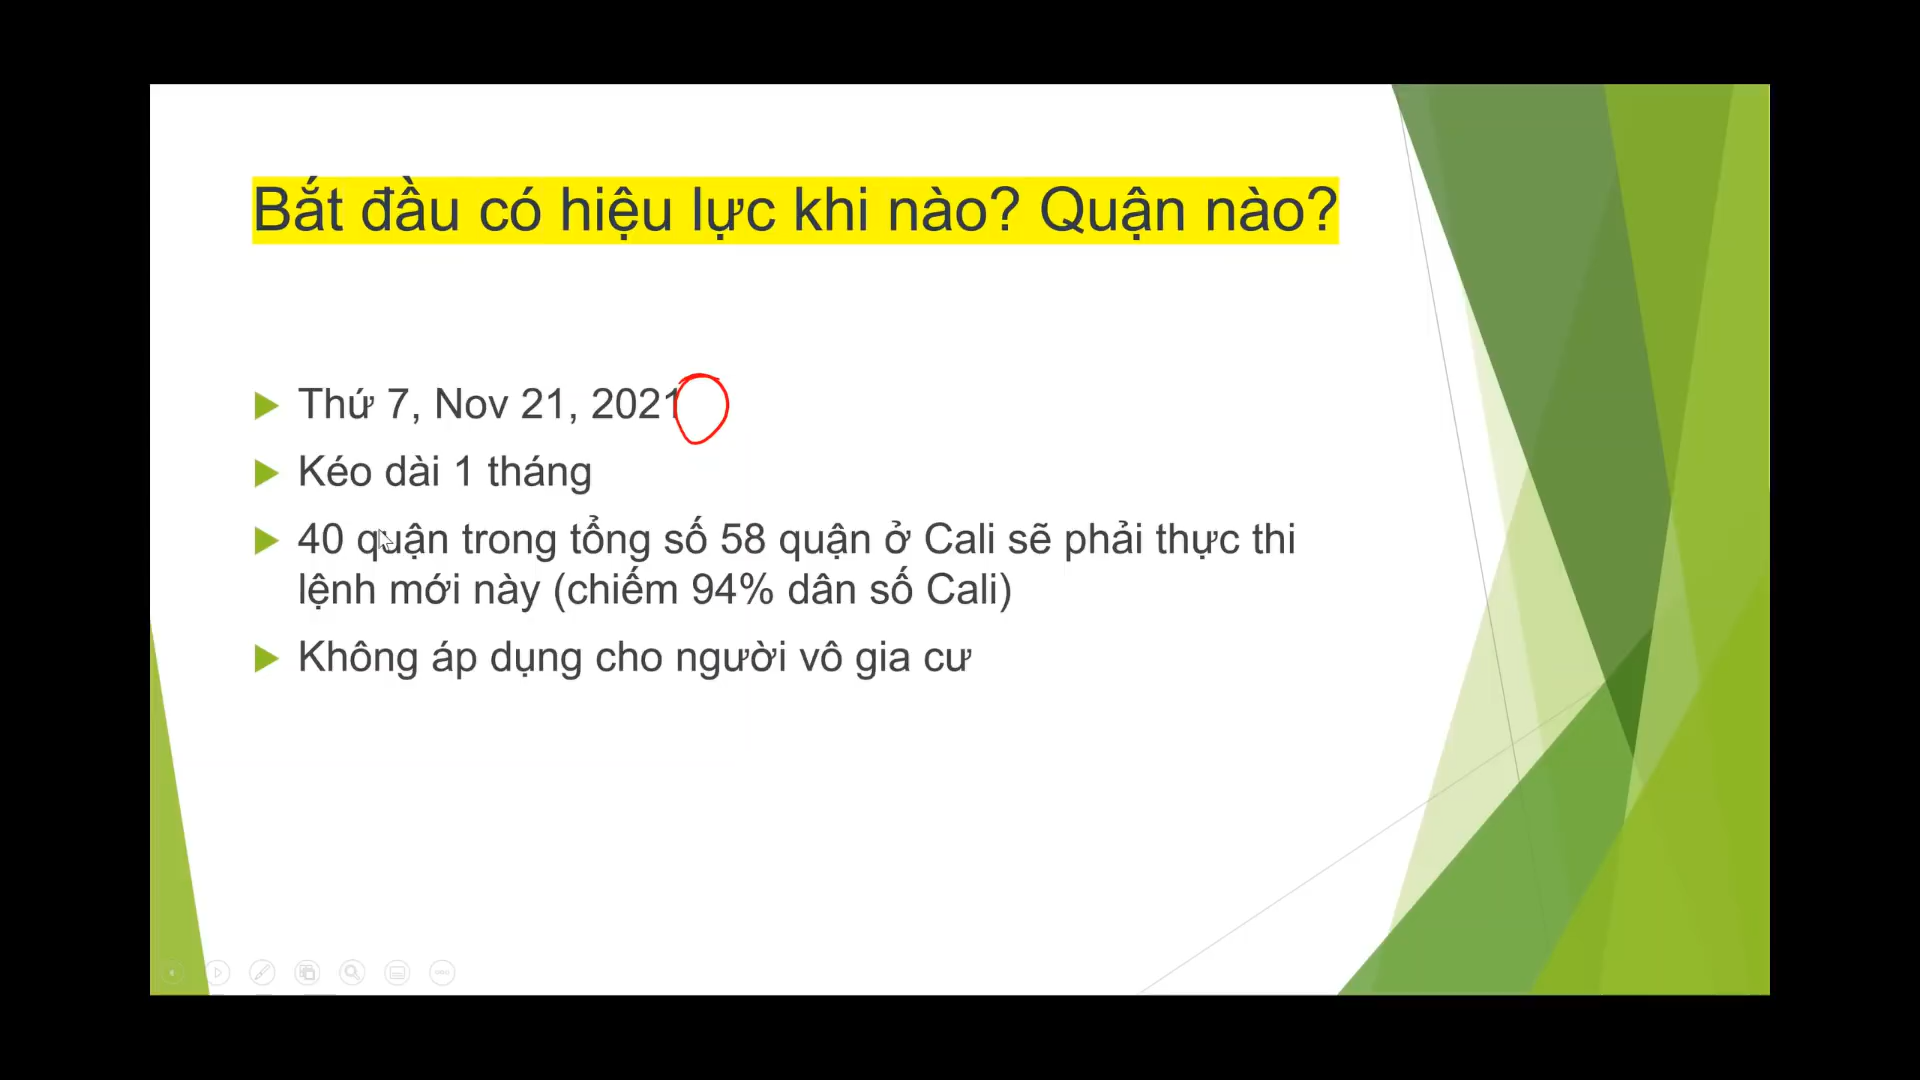 Bắt đầu có hiệu lực khi nào? Quận nào?
Thứ 7, Nov 21, 2021
Kéo dài 1 tháng
40 quận trong tổng số 58 quận ở Cali sẽ phải thực thi
lệnh mới này (chiếm 94% dân số Cali)
Không áp dụng cho người vô gia cư